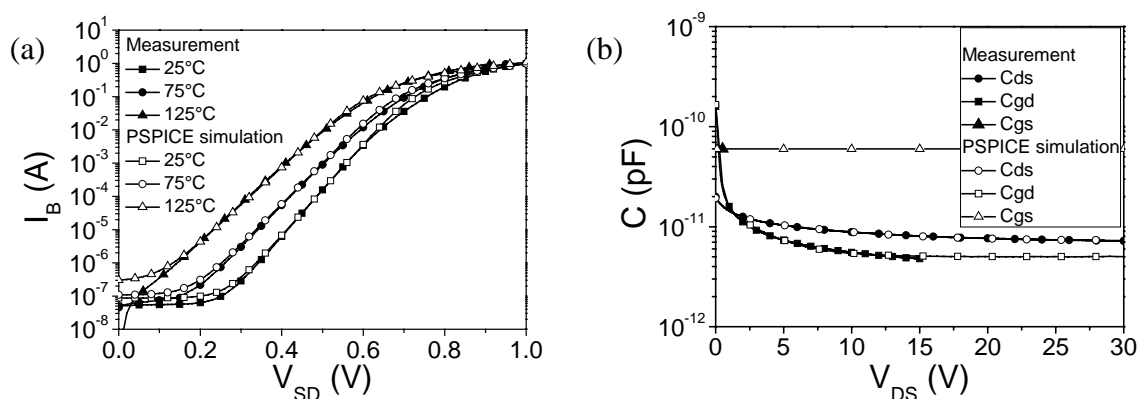 (a)
10^1
10^0
10^-1
10^-2
10^-3
10^-4
10^-5
10^-6
10^-7
10^-8
I_B (A)
Measurement
25°C
75°C
125°C
PSPICE simulation
25°C
75°C
125°C
0.0 0.2 0.4 0.6 0.8 1.0
V_SD (V)
(b)
10^-9
10^-10
10^-11
10^-12
C (pF)
Measurement
Cds
Cgd
Cgs
PSPICE simulation
Cds
Cgd
Cgs
0 5 10 15 20 25 30
V_DS (V)